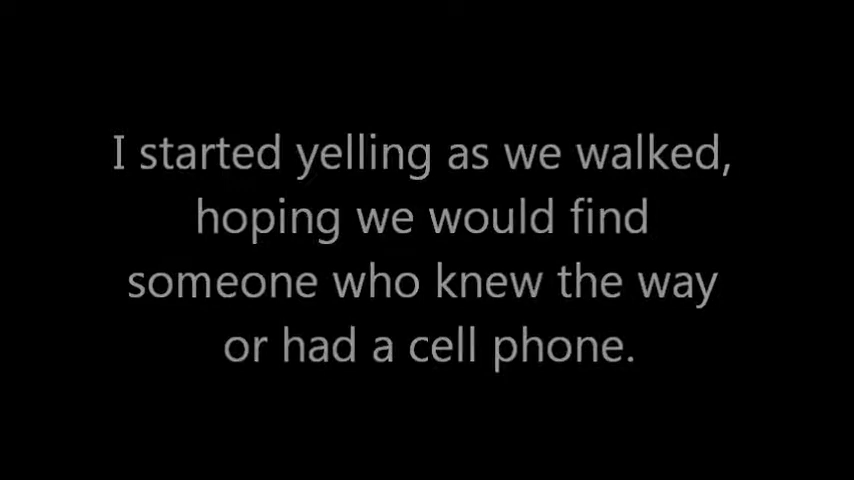 I started yelling as we walked,
hoping we would find
someone who knew the way
or had a cell phone.